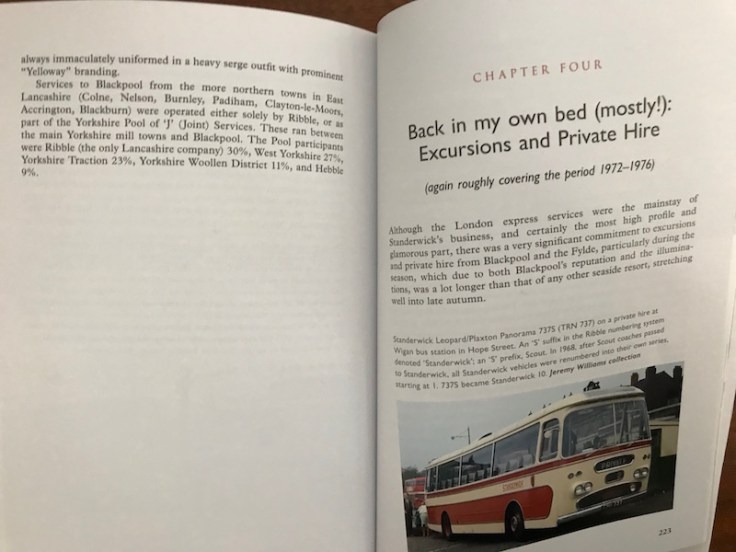 always immaculately uniformed in a heavy serge outfit with prominent
“Yelloway” branding.
Services to Blackpool from the more northern towns in East
Lancashire (Colne, Nelson, Burnley, Padiham, Clayton-le-Moors,
Accrington, Blackburn) were operated either solely by Ribble, or as
part of the Yorkshire Pool of ‘J’ (Joint) Services. These ran between
the main Yorkshire mill towns and Blackpool. The Pool participants
were Ribble (the only Lancashire company) 30%, West Yorkshire 27%,
Yorkshire Traction 23%, Yorkshire Woollen District 11%, and Hebble
9%.
CHAPTER FOUR
Back in my own bed (mostly!):
Excursions and Private Hire
(again roughly covering the period 1972–1976)
Although the London express services were the mainstay of
Standerwick’s business, and certainly the most high profile and
glamorous part, there was a very significant commitment to excursions
and private hire from Blackpool and the Fylde, particularly during the
season, which due to both Blackpool’s reputation and the illumina-
tions, was a lot longer than that of any other seaside resort, stretching
well into late autumn.
Standerwick Leopard/Plaxton Panorama 737S (TRN 737) on a private hire at
Wigan bus station in Hope Street. An ‘S’ suffix in the Ribble numbering system
denoted ‘Standerwick’; an ‘S’ prefix, Scout. In 1968, after Scout coaches passed
to Standerwick, all Standerwick vehicles were renumbered into their own series,
starting at 1. 737S became Standerwick 10. Jeremy Williams collection
223